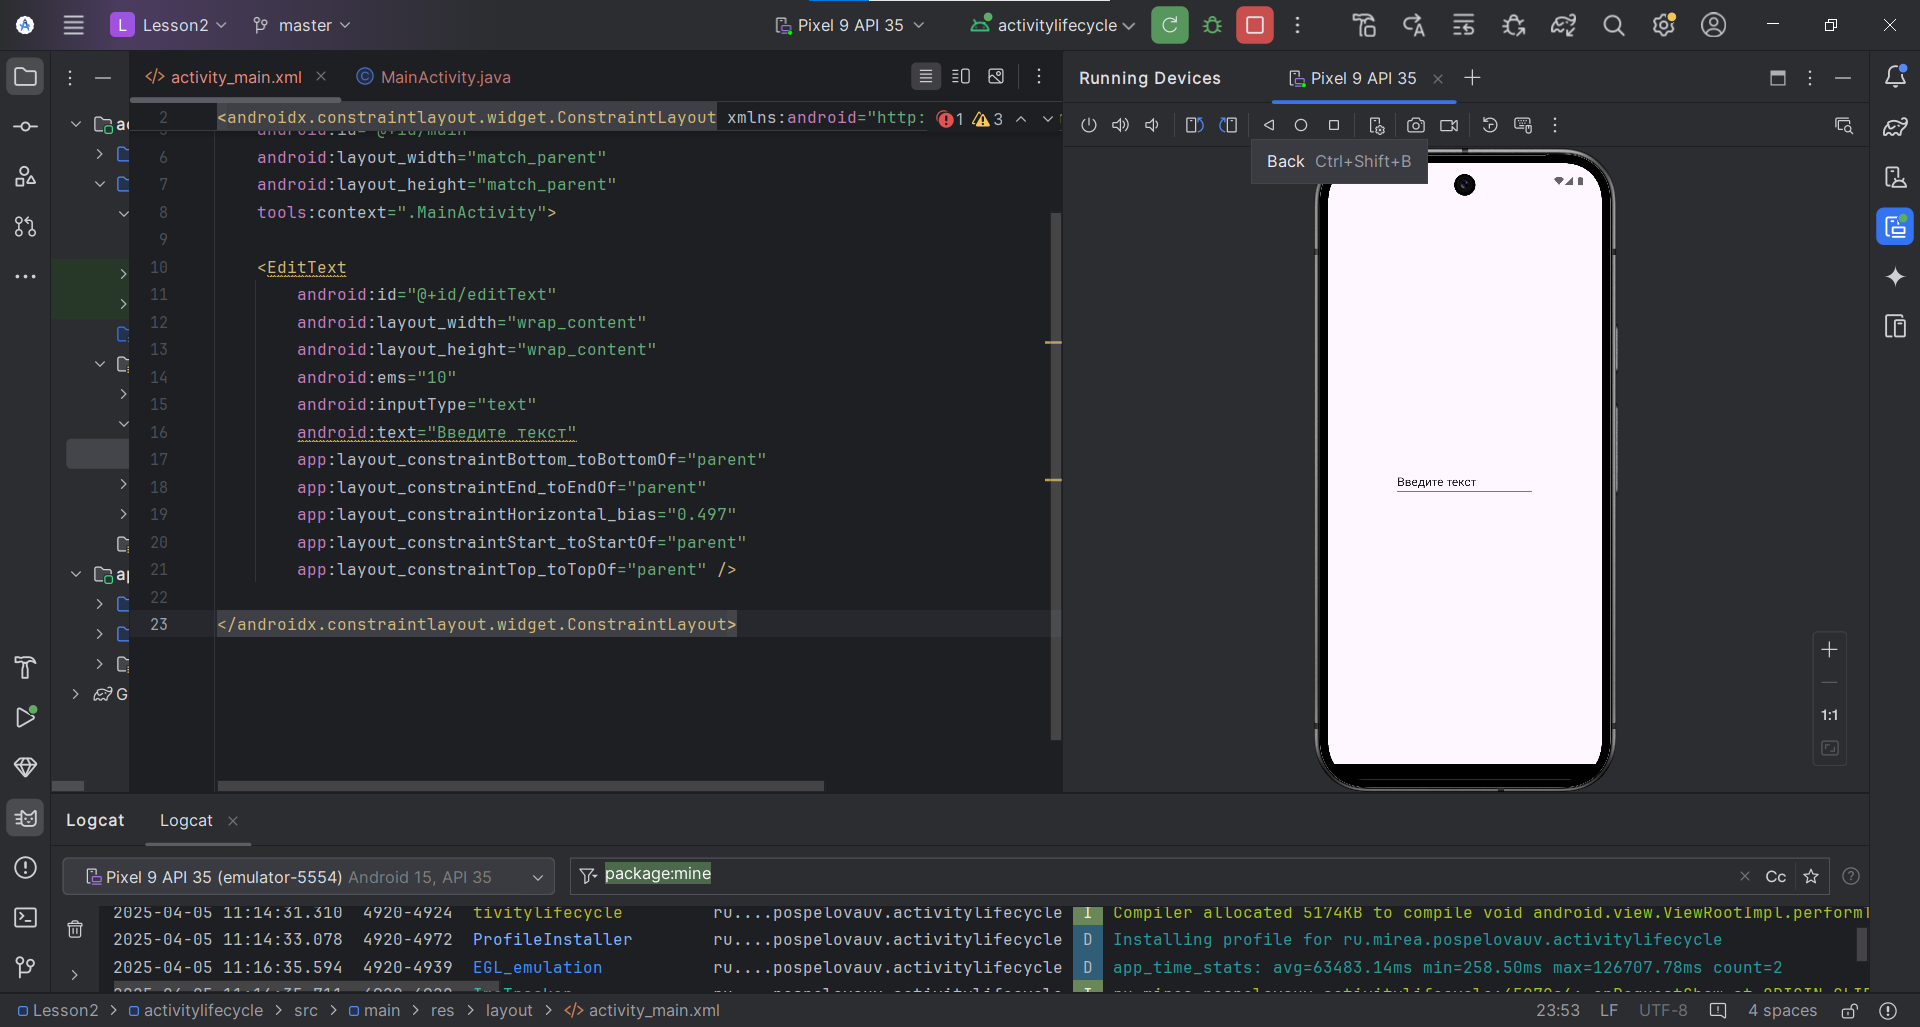 L Lesson2 master Pixel 9 API 35 activitylifecycle
activity_main.xml MainActivity.java Running Devices Pixel 9 API 35
2 <androidx.constraintlayout.widget.ConstraintLayout xmlns:android="http: 1 3
android:id="@+id/main"
6 android:layout_width="match_parent"
7 android:layout_height="match_parent"
8 tools:context=".MainActivity">
9
10 <EditText
11 android:id="@+id/editText"
12 android:layout_width="wrap_content"
13 android:layout_height="wrap_content"
14 android:ems="10"
15 android:inputType="text"
16 android:text="Введите текст"
17 app:layout_constraintBottom_toBottomOf="parent"
18 app:layout_constraintEnd_toEndOf="parent"
19 app:layout_constraintHorizontal_bias="0.497"
20 app:layout_constraintStart_toStartOf="parent"
21 app:layout_constraintTop_toTopOf="parent" />
22
23 </androidx.constraintlayout.widget.ConstraintLayout>
Back Ctrl+Shift+B
Введите текст
1:1
Logcat Logcat
Pixel 9 API 35 (emulator-5554) Android 15, API 35 package:mine Cc
2025-04-05 11:14:31.310 4920-4924 tivitylifecycle ru....pospelovauv.activitylifecycle I Compiler allocated 5174KB to compile void android.view.ViewRootImpl.performT
2025-04-05 11:14:33.078 4920-4972 ProfileInstaller ru....pospelovauv.activitylifecycle D Installing profile for ru.mirea.pospelovauv.activitylifecycle
2025-04-05 11:16:35.594 4920-4939 EGL_emulation ru....pospelovauv.activitylifecycle D app_time_stats: avg=63483.14ms min=258.50ms max=126707.78ms count=2
Lesson2 > activitylifecycle > src > main > res > layout > activity_main.xml 23:53 LF UTF-8 4 spaces